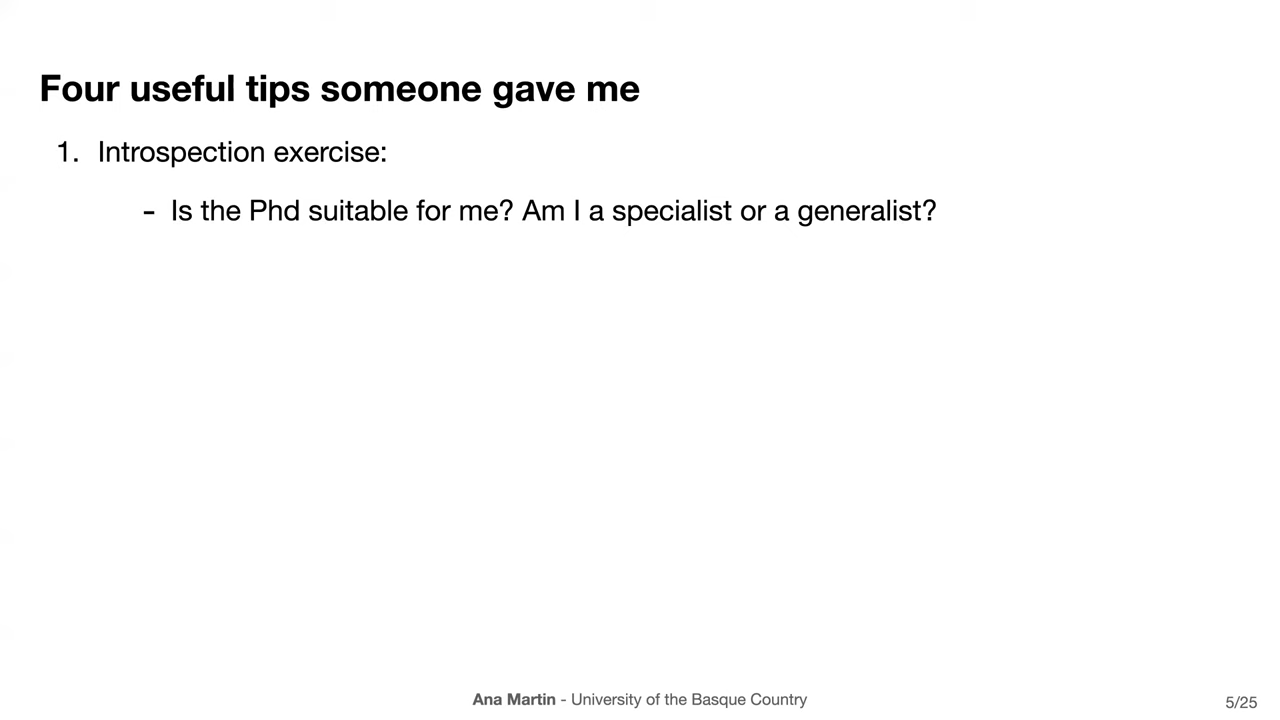 Four useful tips someone gave me
1. Introspection exercise:
- Is the Phd suitable for me? Am I a specialist or a generalist?
Ana Martin - University of the Basque Country
5/25